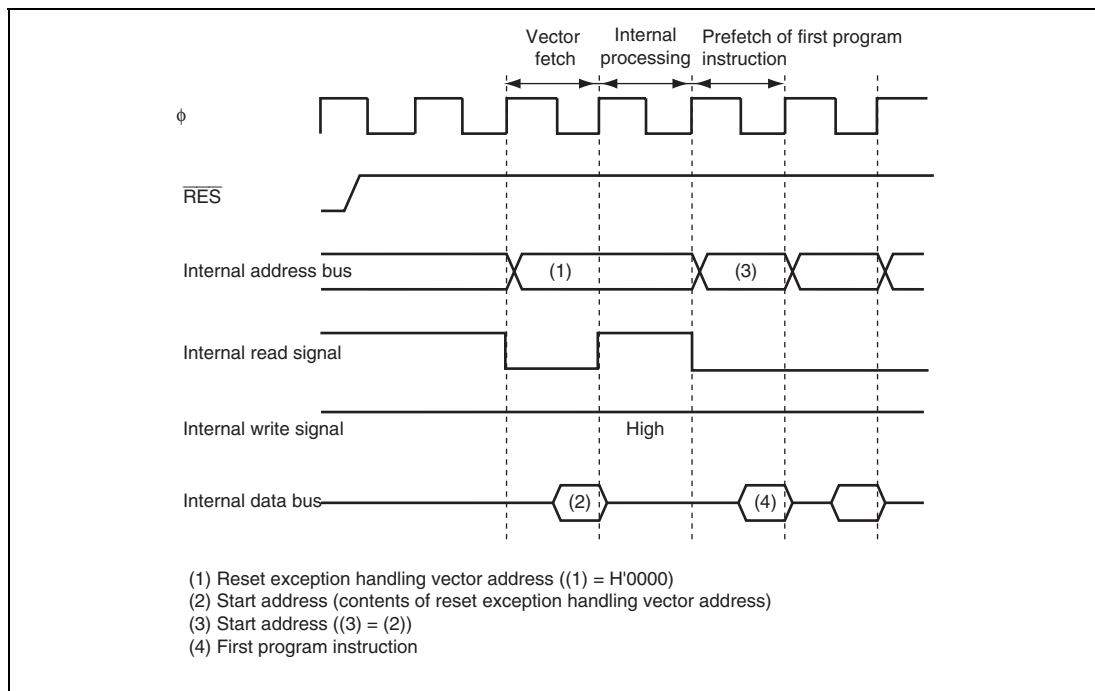 Vector
fetch
Internal
processing
Prefetch of first program
instruction
ϕ
RES
Internal address bus
(1)
(3)
Internal read signal
Internal write signal
High
Internal data bus
(2)
(4)
(1) Reset exception handling vector address ((1) = H'0000)
(2) Start address (contents of reset exception handling vector address)
(3) Start address ((3) = (2))
(4) First program instruction